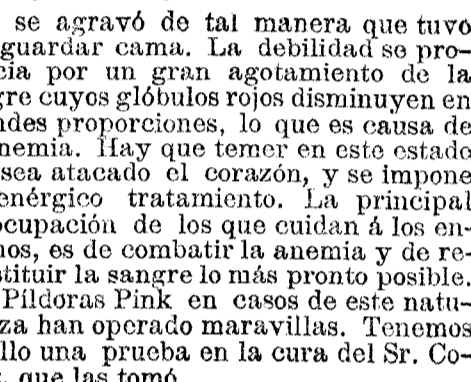 se agravó de tal manera que tuvo
guardar cama. La debilidad se pro-
cia por un gran agotamiento de la
gre cuyos glóbulos rojos disminuyen en
ndes proporciones, lo que es causa de
nemia. Hay que temer en este estado
sea atacado el corazón, y se impone
enérgico tratamiento. La principal
ocupación de los que cuidan á los en-
mos, es de combatir la anemia y de re-
stituir la sangre lo más pronto posible.
Píldoras Pink en casos de este natu-
za han operado maravillas. Tenemos
llo una prueba en la cura del Sr. Co-
que las tomó